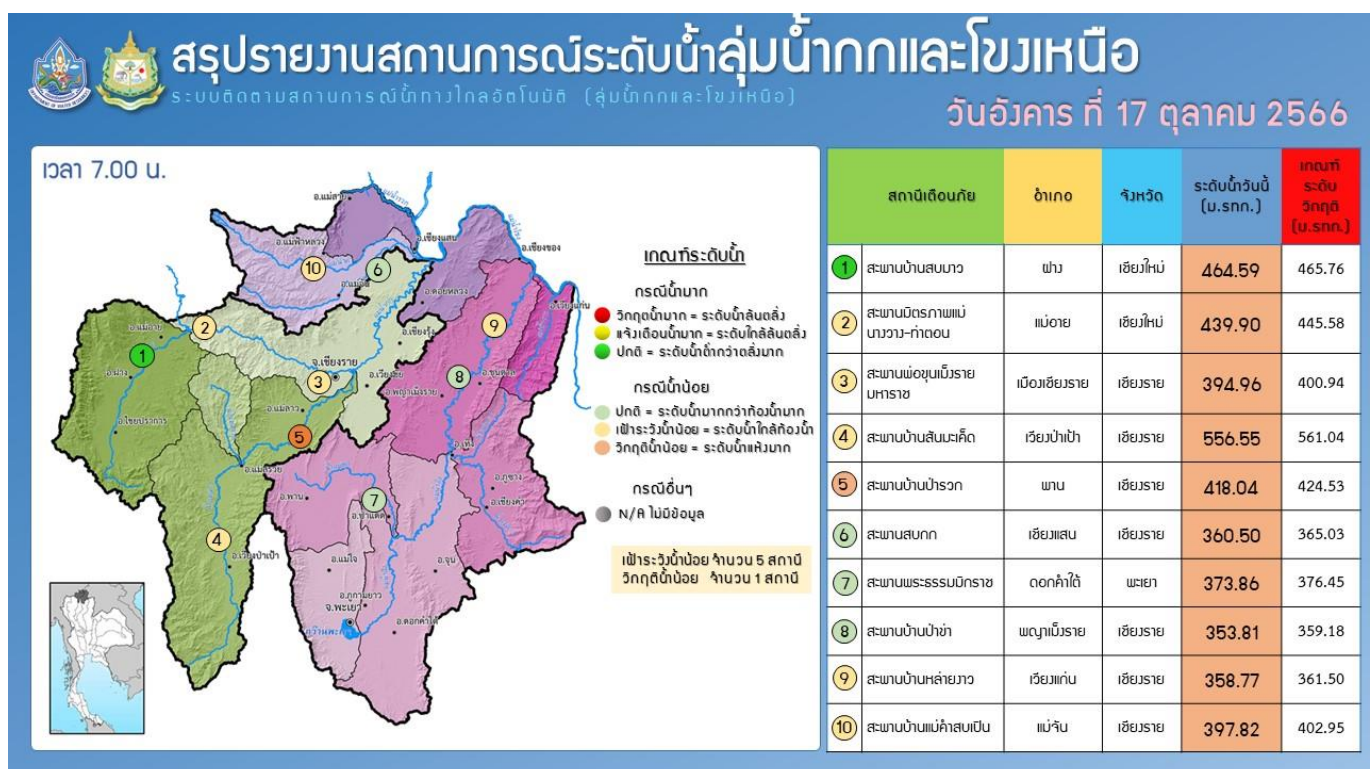 สรุปรายงานสถานการณ์ระดับน้ำลุ่มน้ำกกและโขงเหนือ
ระบบติดตามสถานการณ์น้ำทางไกลอัตโนมัติ (ลุ่มน้ำกกและโขงเหนือ)
วันอังคาร ที่ 17 ตุลาคม 2566
เวลา 7.00 น.
อ.แม่สาย
อ.แม่ฟ้าหลวง
อ.เชียงแสน
อ.เชียงของ
10
6
อ.ดอยหลวง
อ.เวียงแก่น
อ.แม่อาย
2
9
อ.เชียงรุ้ง
1
จ.เชียงราย
อ.ฝาง
3
8
อ.ขุนตาล
อ.พญาเม็งราย
อ.แม่ลาว
อ.ไชยปราการ
5
อ.เทิง
อ.แม่สรวย
อ.ภูซาง
อ.พาน
7
อ.เชียงคำ
4
อ.เวียงป่าเป้า
อ.แม่ใจ
อ.จุน
อ.ภูกามยาว
จ.พะเยา
อ.ดอกคำใต้
เกณฑ์ระดับน้ำ
กรณีน้ำมาก
วิกฤตน้ำมาก = ระดับน้ำล้นตลิ่ง
แจ้งเตือนน้ำมาก = ระดับใกล้ล้นตลิ่ง
ปกติ = ระดับน้ำต่ำกว่าตลิ่งมาก
กรณีน้ำน้อย
ปกติ = ระดับน้ำมากกว่าท้องน้ำมาก
เฝ้าระวังน้ำน้อย = ระดับน้ำใกล้ท้องน้ำ
วิกฤติน้ำน้อย = ระดับน้ำแห้งมาก
กรณีอื่นๆ
N/A ไม่มีข้อมูล
เฝ้าระวังน้ำน้อย จำนวน 5 สถานี
วิกฤติน้ำน้อย จำนวน 1 สถานี
สถานีเตือนภัย อำเภอ จังหวัด ระดับน้ำวันนี้ (ม.รทก.) เกณฑ์ระดับวิกฤติ (ม.รทก.)
1 สะพานบ้านสบมาว ฝาง เชียงใหม่ 464.59 465.76
2 สะพานมิตรภาพแม่นางวาง-ท่าตอน แม่อาย เชียงใหม่ 439.90 445.58
3 สะพานพ่อขุนเม็งรายมหาราช เมืองเชียงราย เชียงราย 394.96 400.94
4 สะพานบ้านสันมะเค็ด เวียงป่าเป้า เชียงราย 556.55 561.04
5 สะพานบ้านป่ารวก พาน เชียงราย 418.04 424.53
6 สะพานสบกก เชียงแสน เชียงราย 360.50 365.03
7 สะพานพระธรรมมิกราช ดอกคำใต้ พะเยา 373.86 376.45
8 สะพานบ้านป่าข่า พญาเม็งราย เชียงราย 353.81 359.18
9 สะพานบ้านหล่ายงาว เวียงแก่น เชียงราย 358.77 361.50
10 สะพานบ้านแม่คำสบเปิน แม่จัน เชียงราย 397.82 402.95